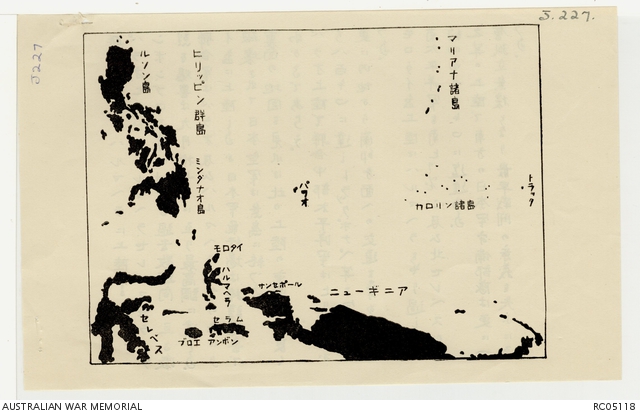 J.227.
J227
ルソン島
ヒリッピン群島
マリアナ諸島
ミンダナオ島
パラオ
トラック
カロリン諸島
モロタイ
ハルマヘラ
サンセポール
ニューギニア
セレベス
セラム
ブロエ
アンボン
AUSTRALIAN WAR MEMORIAL
RC05118